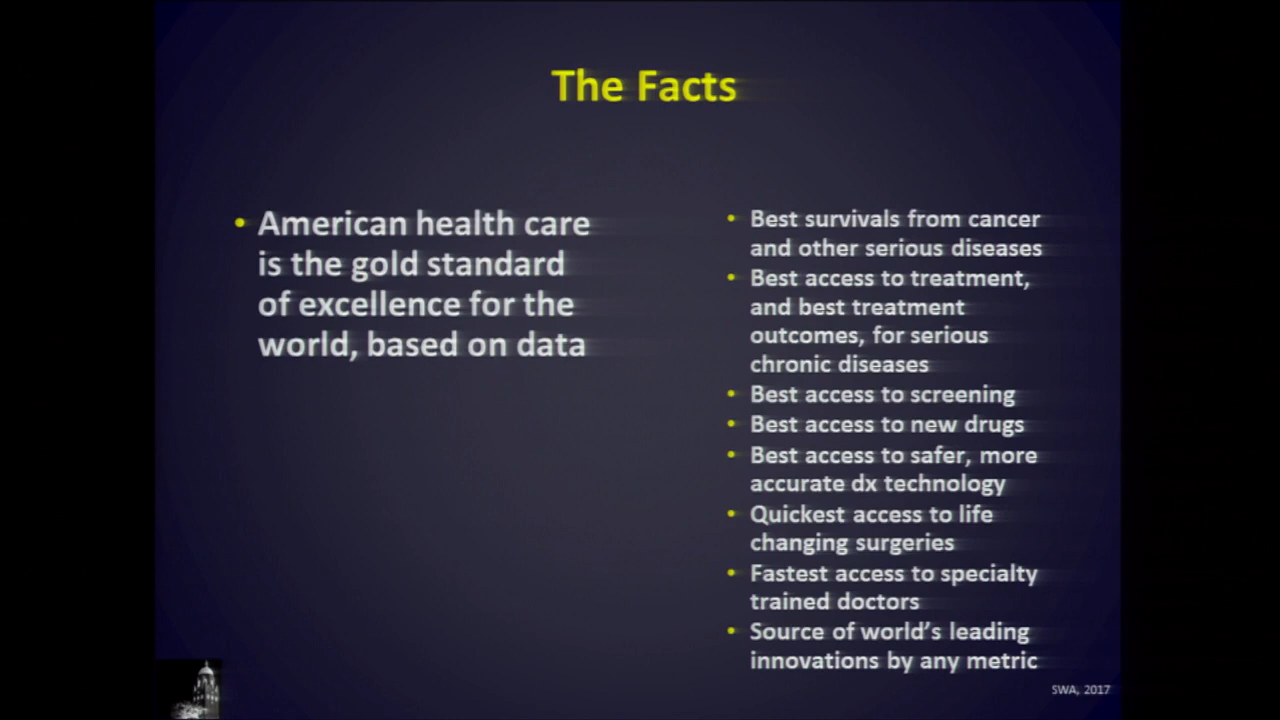 The Facts
• American health care
is the gold standard
of excellence for the
world, based on data
• Best survivals from cancer
and other serious diseases
• Best access to treatment,
and best treatment
outcomes, for serious
chronic diseases
• Best access to screening
• Best access to new drugs
• Best access to safer, more
accurate dx technology
• Quickest access to life
changing surgeries
• Fastest access to specialty
trained doctors
• Source of world’s leading
innovations by any metric
SWA, 2017